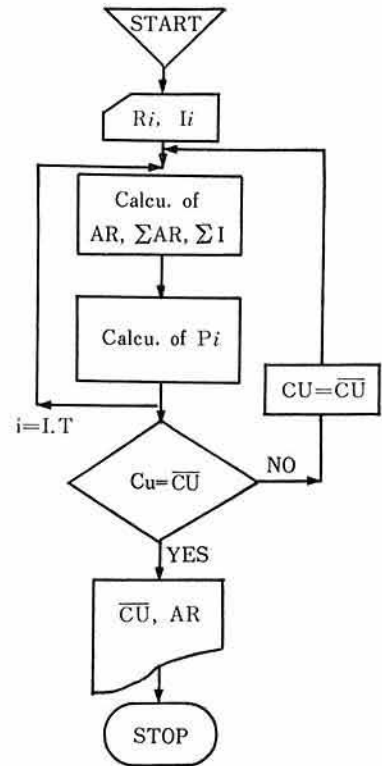 START
Ri, Ii
Calcu. of
AR, ∑AR, ∑I
Calcu. of Pi
CU=C̅U̅
i=I.T
Cu=C̅U̅
NO
YES
C̅U̅, AR
STOP